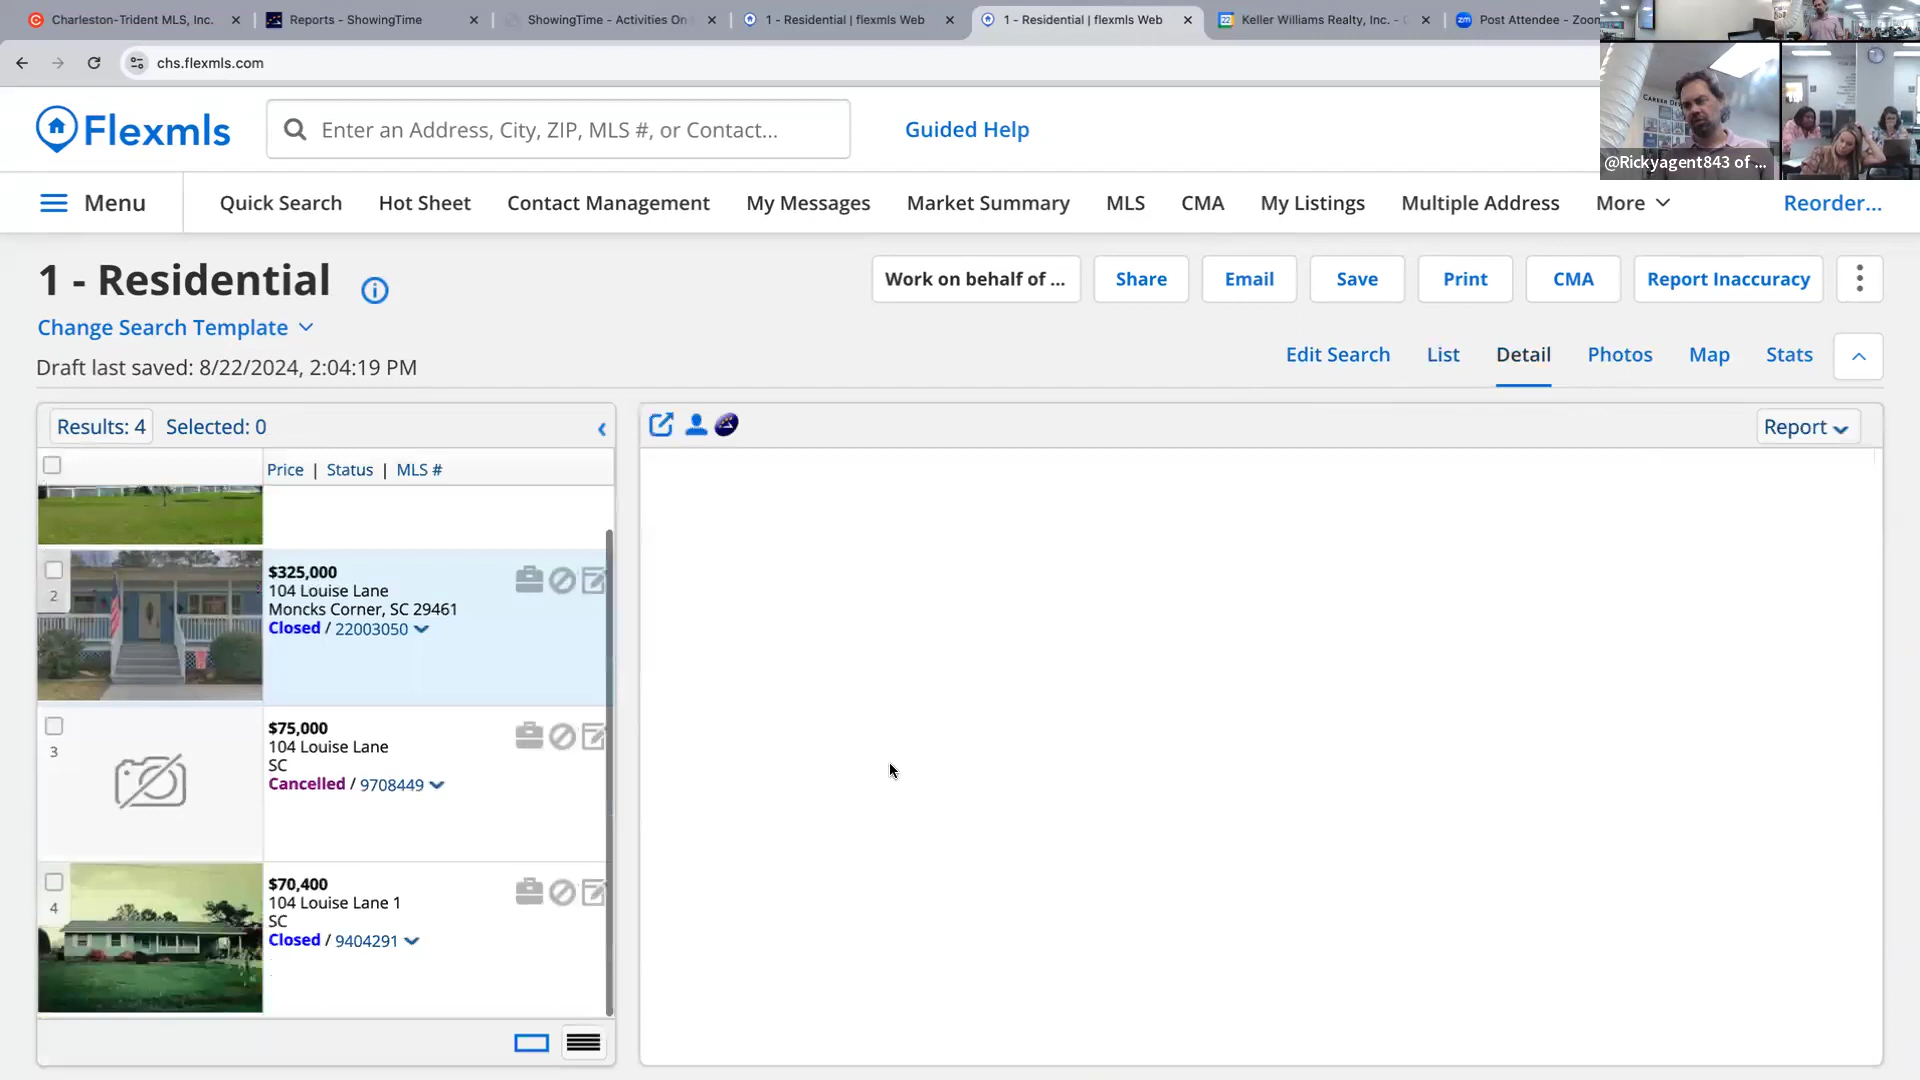 Charleston-Trident MLS, Inc.
Reports - ShowingTime
ShowingTime - Activities On
1 - Residential | flexmls Web
1 - Residential | flexmls Web
Keller Williams Realty, Inc. -
Post Attendee - Zoom
chs.flexmls.com
@Rickyagent843 of ...
Flexmls
Enter an Address, City, ZIP, MLS #, or Contact...
Guided Help
Menu
Quick Search
Hot Sheet
Contact Management
My Messages
Market Summary
MLS
CMA
My Listings
Multiple Address
More
Reorder...
1 - Residential
Work on behalf of ...
Share
Email
Save
Print
CMA
Report Inaccuracy
Change Search Template
Draft last saved: 8/22/2024, 2:04:19 PM
Edit Search
List
Detail
Photos
Map
Stats
Results: 4
Selected: 0
Report
Price | Status | MLS #
2
$325,000
104 Louise Lane
Moncks Corner, SC 29461
Closed / 22003050
3
$75,000
104 Louise Lane
SC
Cancelled / 9708449
4
$70,400
104 Louise Lane 1
SC
Closed / 9404291